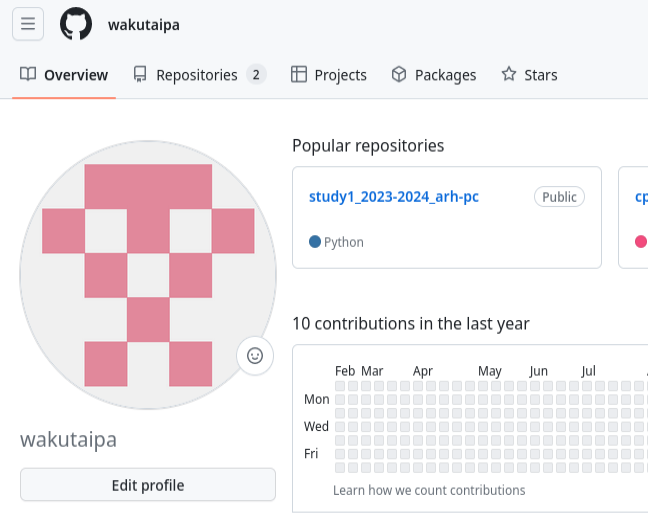 wakutaipa
Overview
Repositories 2
Projects
Packages
Stars
Popular repositories
study1_2023-2024_arh-pc Public
Python
cp
10 contributions in the last year
Feb Mar Apr May Jun Jul
Mon
Wed
Fri
Learn how we count contributions
wakutaipa
Edit profile